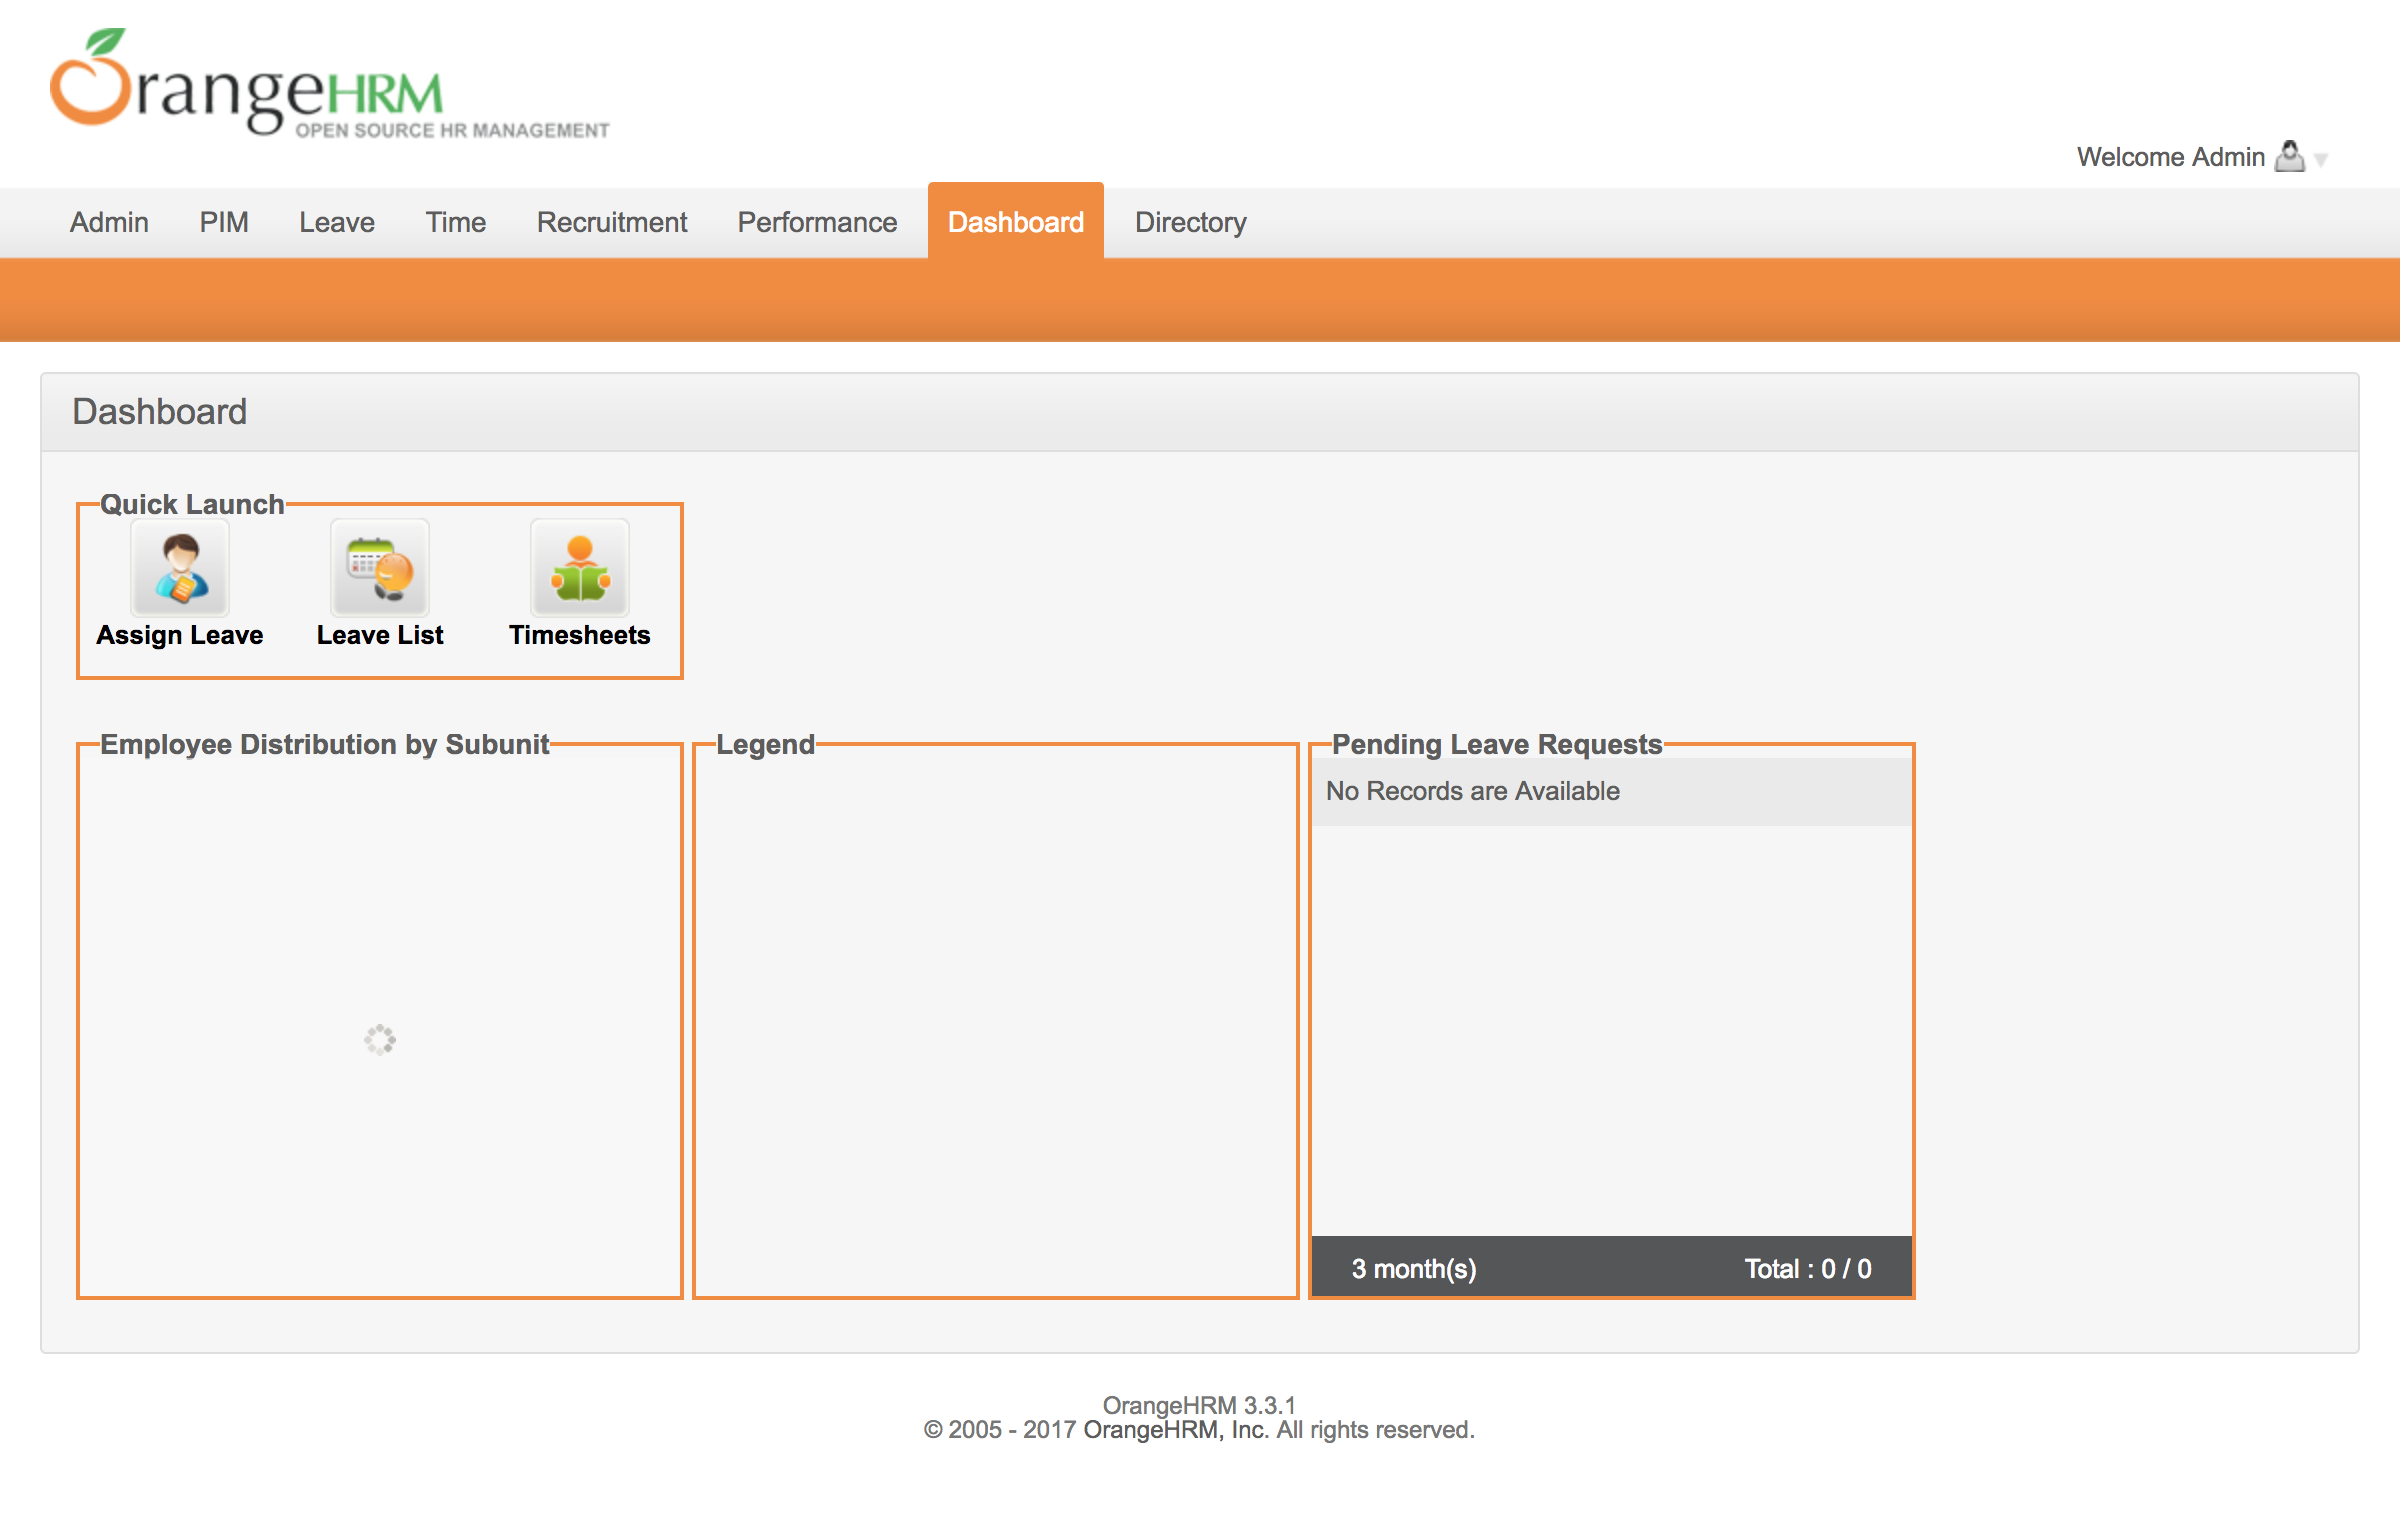 OrangeHRM
OPEN SOURCE HR MANAGEMENT
Welcome Admin
Admin PIM Leave Time Recruitment Performance Dashboard Directory
Dashboard
Quick Launch
Assign Leave Leave List Timesheets
Employee Distribution by Subunit
Legend
Pending Leave Requests
No Records are Available
3 month(s) Total : 0 / 0
OrangeHRM 3.3.1
© 2005 - 2017 OrangeHRM, Inc. All rights reserved.